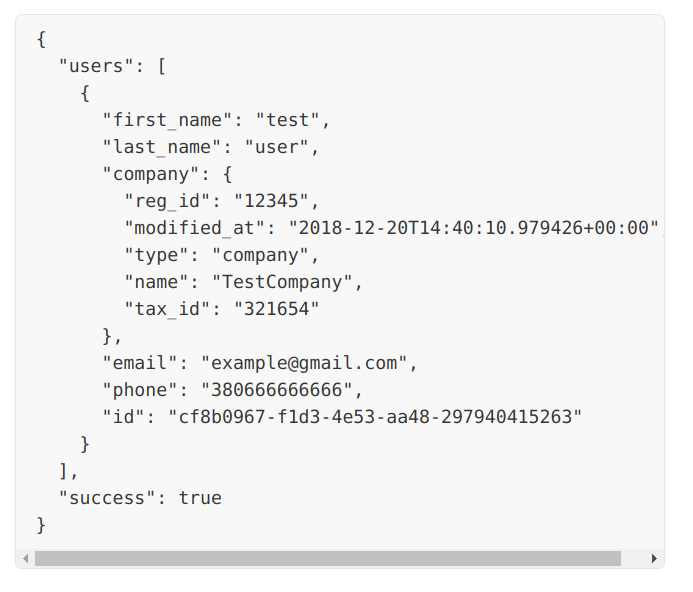 {
  "users": [
    {
      "first_name": "test",
      "last_name": "user",
      "company": {
        "reg_id": "12345",
        "modified_at": "2018-12-20T14:40:10.979426+00:00",
        "type": "company",
        "name": "TestCompany",
        "tax_id": "321654"
      },
      "email": "example@gmail.com",
      "phone": "380666666666",
      "id": "cf8b0967-f1d3-4e53-aa48-297940415263"
    }
  ],
  "success": true
}